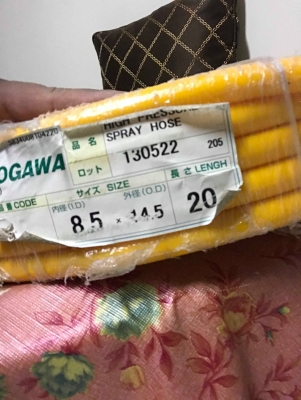 品名 HIGH PRESSURE
SPRAY HOSE
OGAWA
ロット 130522 205
CODE サイズ SIZE 長さ LENGH
内径(I.D) 外径(O.D)
8.5 × 14.5 20